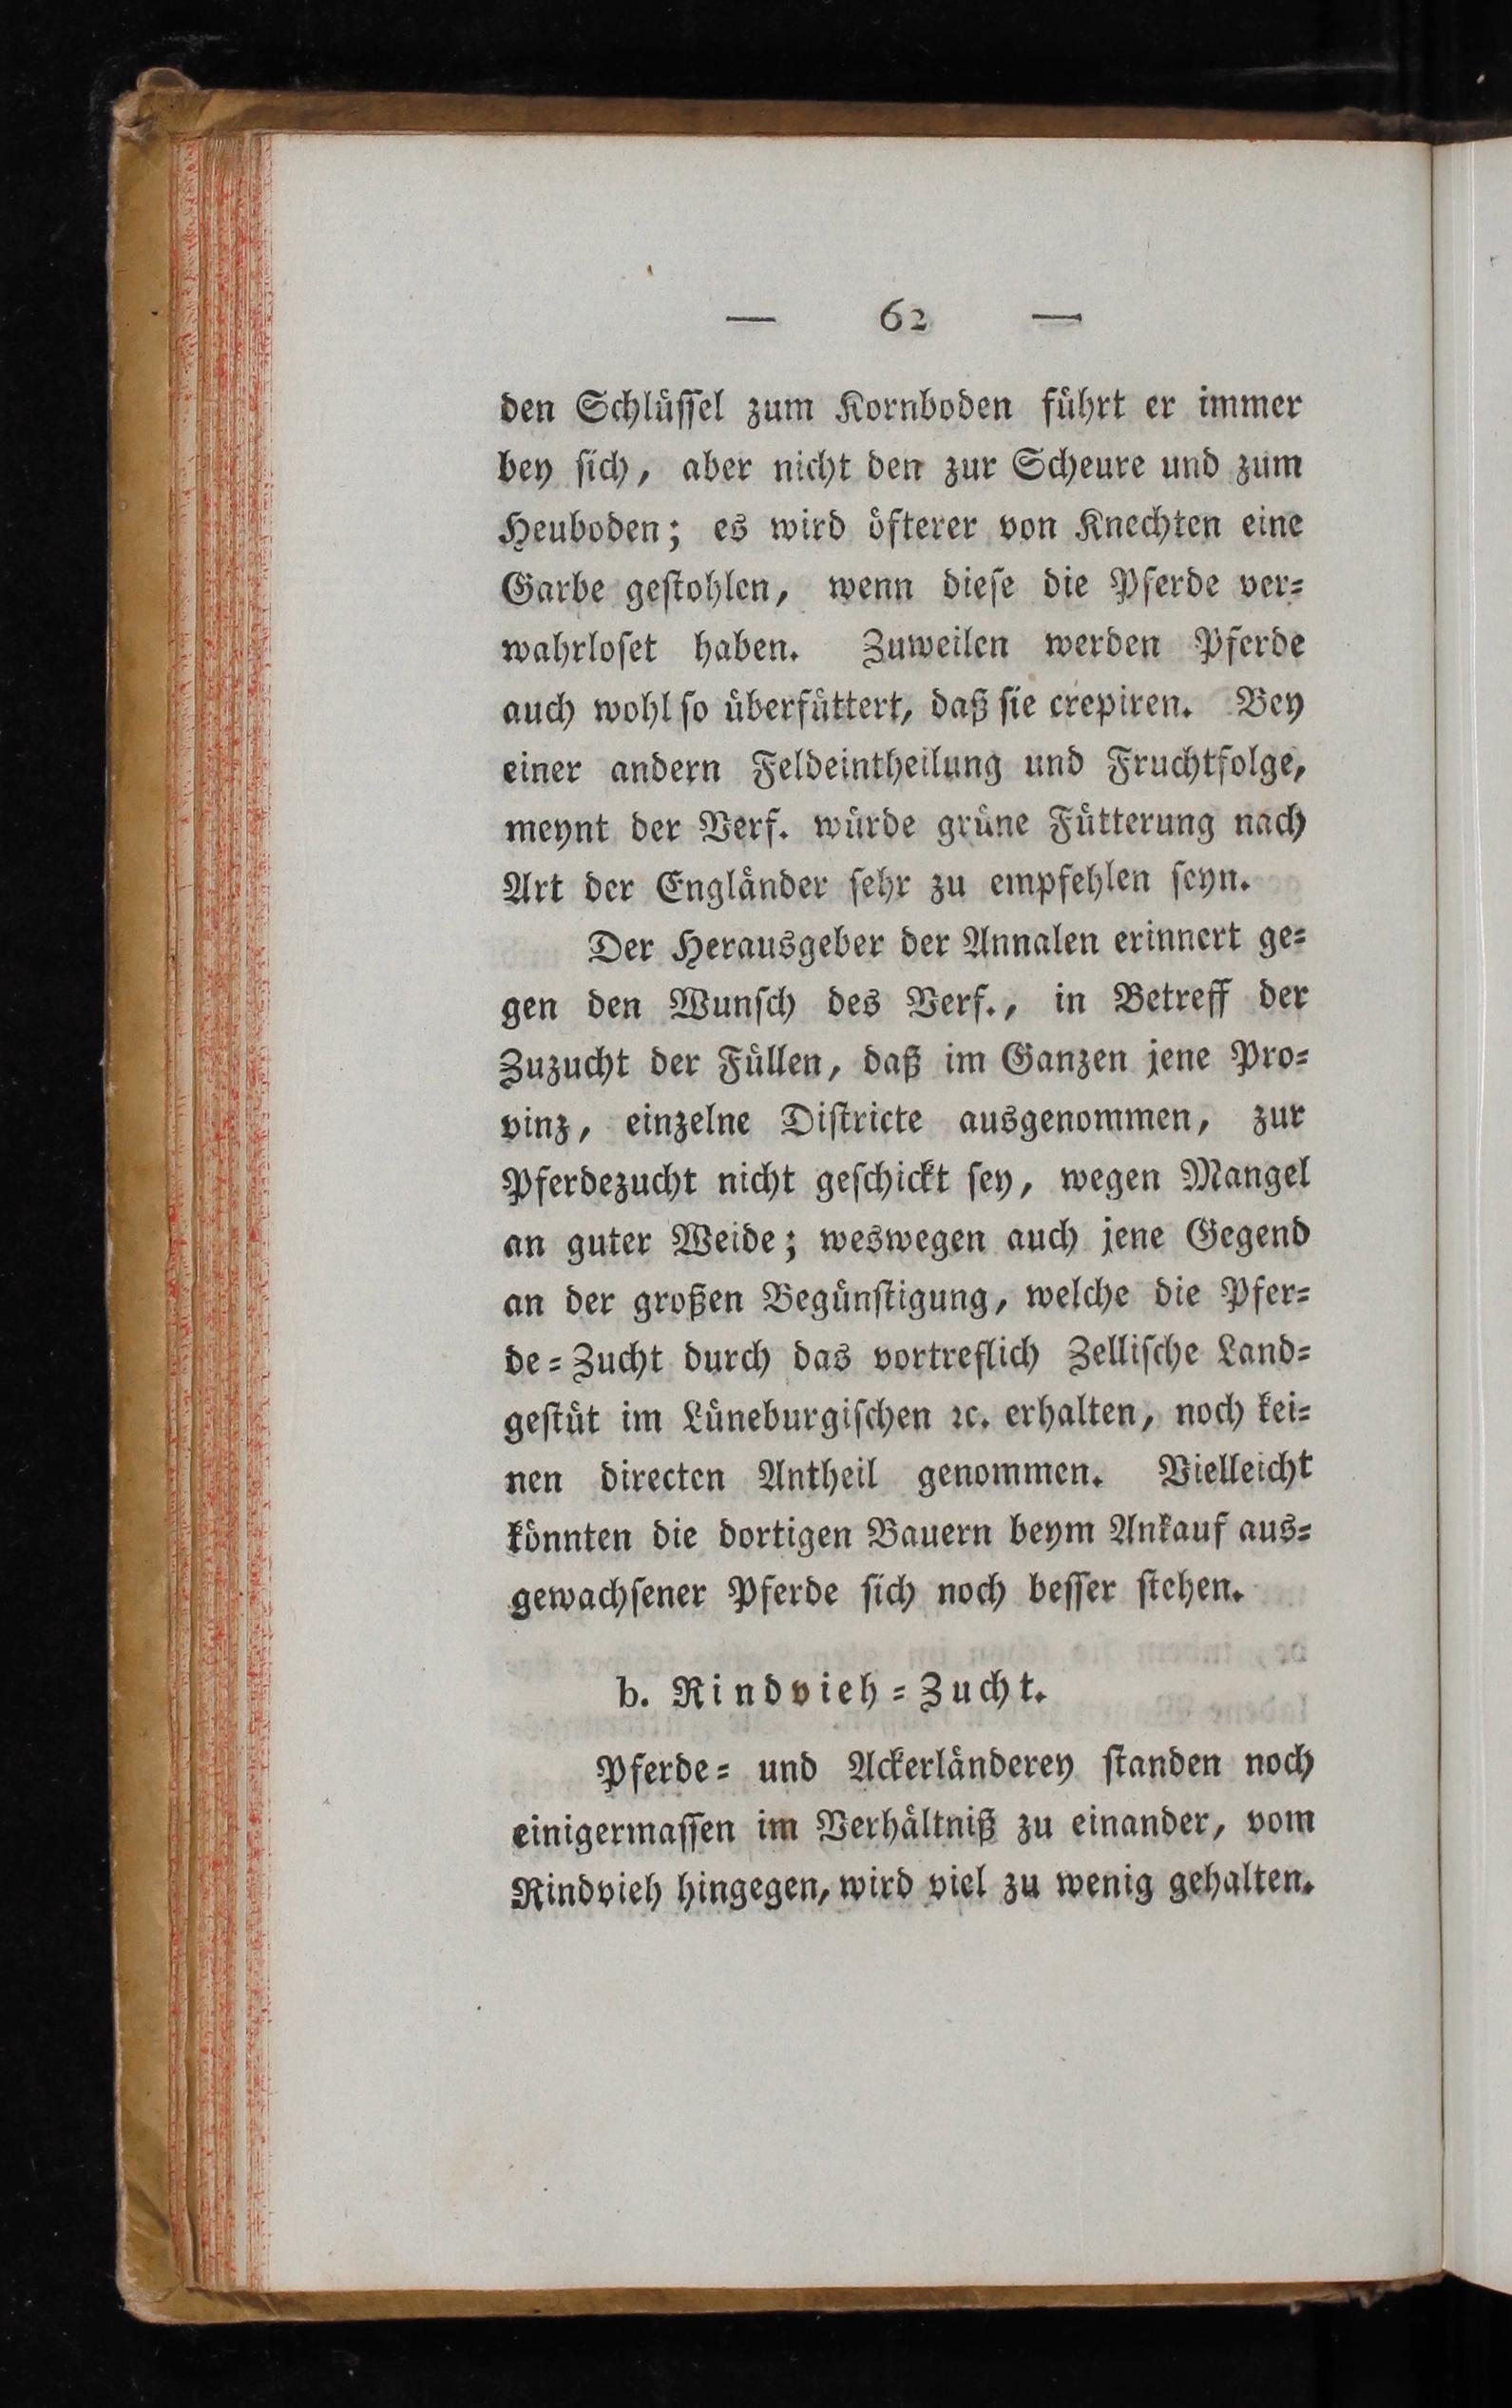 — 62 —
den Schlüſſel zum Kornboden führt er immer
bey ſich, aber nicht den zur Scheure und zum
Heuboden; es wird öfterer von Knechten eine
Garbe geſtohlen, wenn dieſe die Pferde ver⸗
wahrloſet haben. Zuweilen werden Pferde
auch wohl ſo überfüttert, daß ſie crepiren. Bey
einer andern Feldeintheilung und Fruchtfolge,
meynt der Verf. würde grüne Fütterung nach
Art der Engländer ſehr zu empfehlen ſeyn.
Der Herausgeber der Annalen erinnert ge⸗
gen den Wunſch des Verf., in Betreff der
Zuzucht der Füllen, daß im Ganzen jene Pro⸗
vinz, einzelne Diſtricte ausgenommen, zur
Pferdezucht nicht geſchickt ſey, wegen Mangel
an guter Weide; weswegen auch jene Gegend
an der großen Begünſtigung, welche die Pfer⸗
de⸗Zucht durch das vortreflich Zelliſche Land⸗
geſtüt im Lüneburgiſchen ꝛc. erhalten, noch kei⸗
nen directen Antheil genommen. Vielleicht
könnten die dortigen Bauern beym Ankauf aus⸗
gewachſener Pferde ſich noch beſſer ſtehen.
b. Rindvieh⸗Zucht.
Pferde⸗ und Ackerländerey ſtanden noch
einigermaſſen im Verhältniß zu einander, vom
Rindvieh hingegen, wird viel zu wenig gehalten.